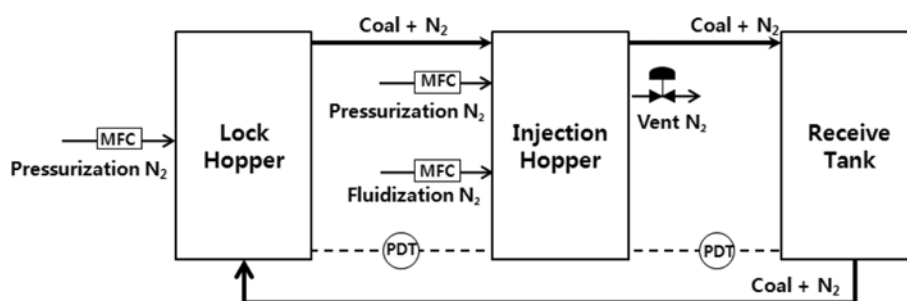 Coal + N₂
Coal + N₂
MFC
Pressurization N₂
Lock
Hopper
MFC
Pressurization N₂
MFC
Fluidization N₂
Injection
Hopper
Vent N₂
Receive
Tank
PDT
PDT
Coal + N₂